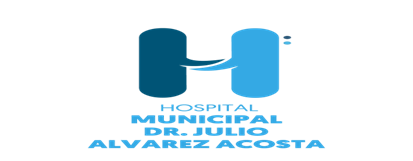 HOSPITAL
MUNICIPAL
DR. JULIO
ALVAREZ ACOSTA